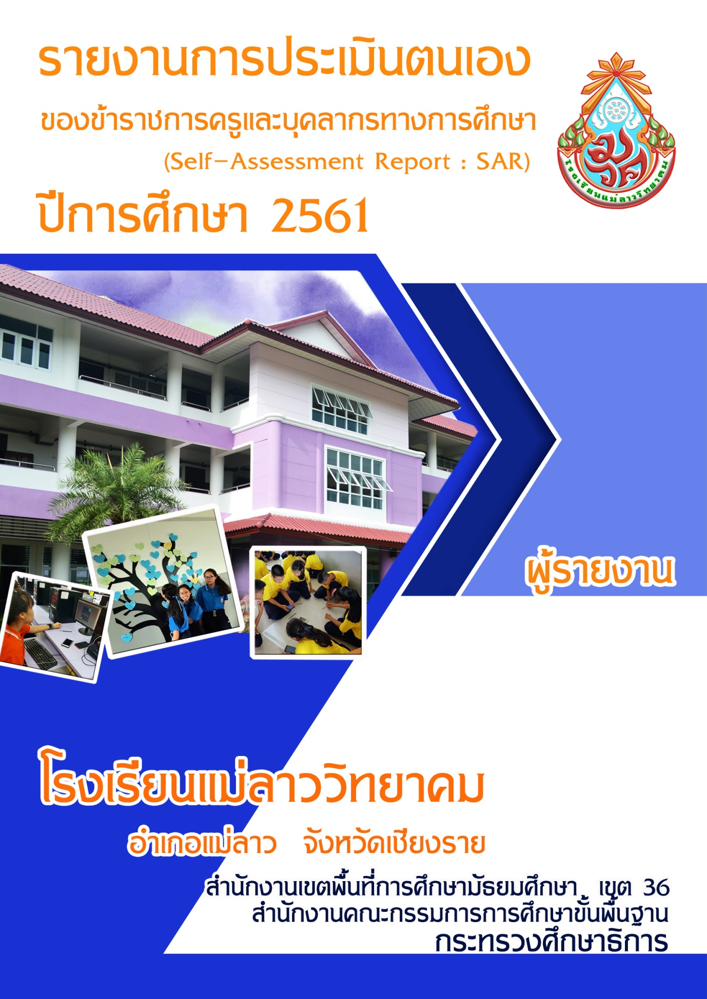 รายงานการประเมินตนเอง
ของข้าราชการครูและบุคลากรทางการศึกษา
(Self-Assessment Report : SAR)
ปีการศึกษา 2561
มวค
โรงเรียนแม่ลาววิทยาคม
ผู้รายงาน
โรงเรียนแม่ลาววิทยาคม
อำเภอแม่ลาว จังหวัดเชียงราย
สำนักงานเขตพื้นที่การศึกษามัธยมศึกษา เขต 36
สำนักงานคณะกรรมการการศึกษาขั้นพื้นฐาน
กระทรวงศึกษาธิการ